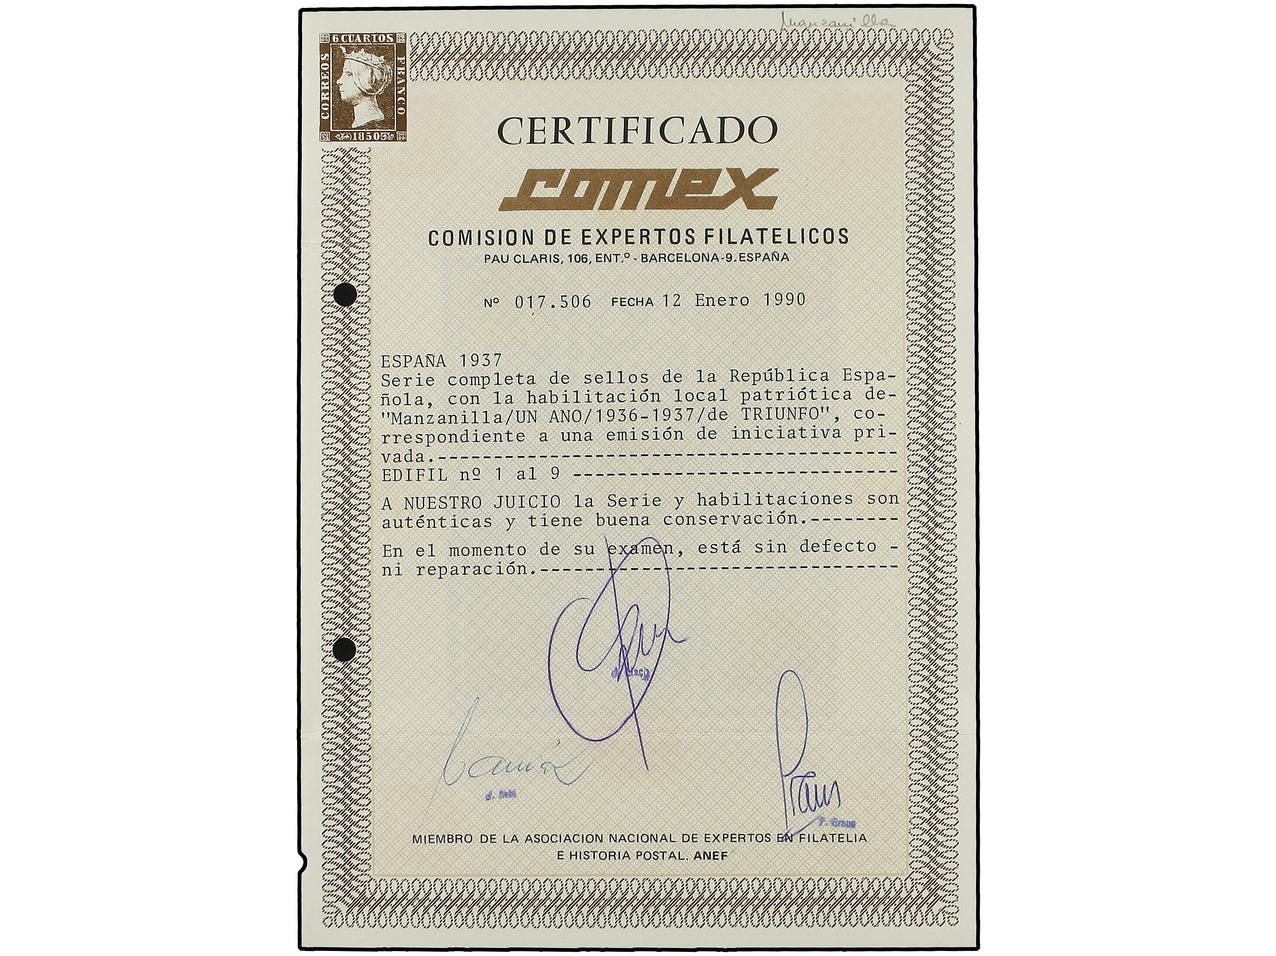 Manzanilla
6 CUARTOS
CORREOS
FRANCO
1850
CERTIFICADO
comex
COMISION DE EXPERTOS FILATELICOS
PAU CLARIS, 106, ENT.º - BARCELONA-9. ESPAÑA
Nº 017.506 FECHA 12 Enero 1990
ESPAÑA 1937
Serie completa de sellos de la República Espa-
ñola, con la habilitación local patriótica de-
"Manzanilla/UN ANO/1936-1937/de TRIUNFO", co-
rrespondiente a una emisión de iniciativa pri-
vada.---------------------------------------
EDIFIL nº 1 al 9 ------------------------------
A NUESTRO JUICIO la Serie y habilitaciones son
auténticas y tiene buena conservación.--------
En el momento de su examen, está sin defecto -
ni reparación.---------------------------------
F. Graus
MIEMBRO DE LA ASOCIACION NACIONAL DE EXPERTOS EN FILATELIA
E HISTORIA POSTAL. ANEF